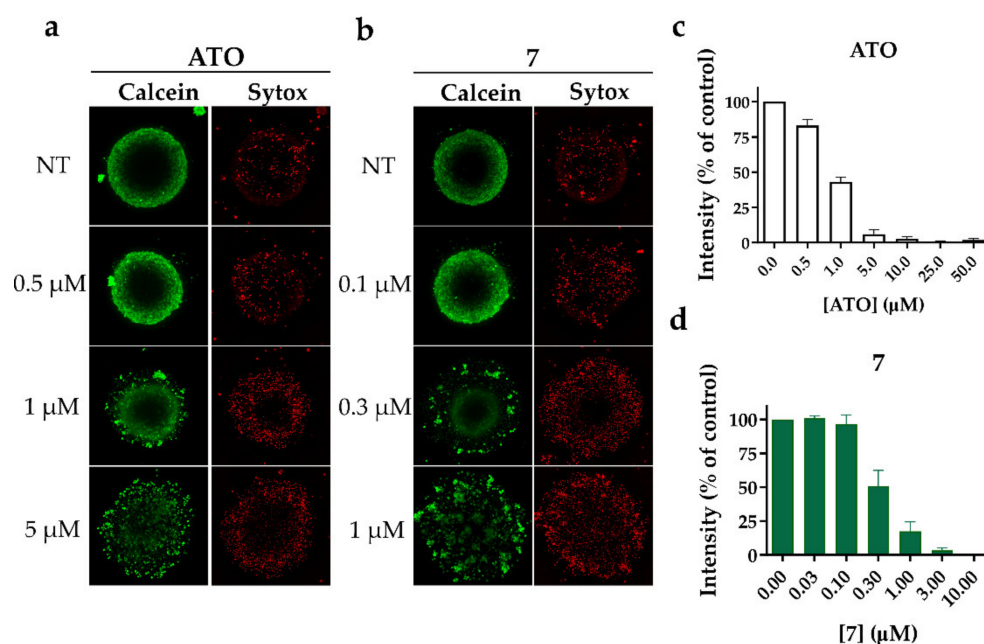 a
ATO
Calcein Sytox
NT
0.5 μM
1 μM
5 μM
b
7
Calcein Sytox
NT
0.1 μM
0.3 μM
1 μM
c
ATO
Intensity (% of control)
100
75
50
25
0
0.0 0.5 1.0 5.0 10.0 25.0 50.0
[ATO] (μM)
d
7
Intensity (% of control)
100
75
50
25
0
0.00 0.03 0.10 0.30 1.00 3.00 10.00
[7] (μM)